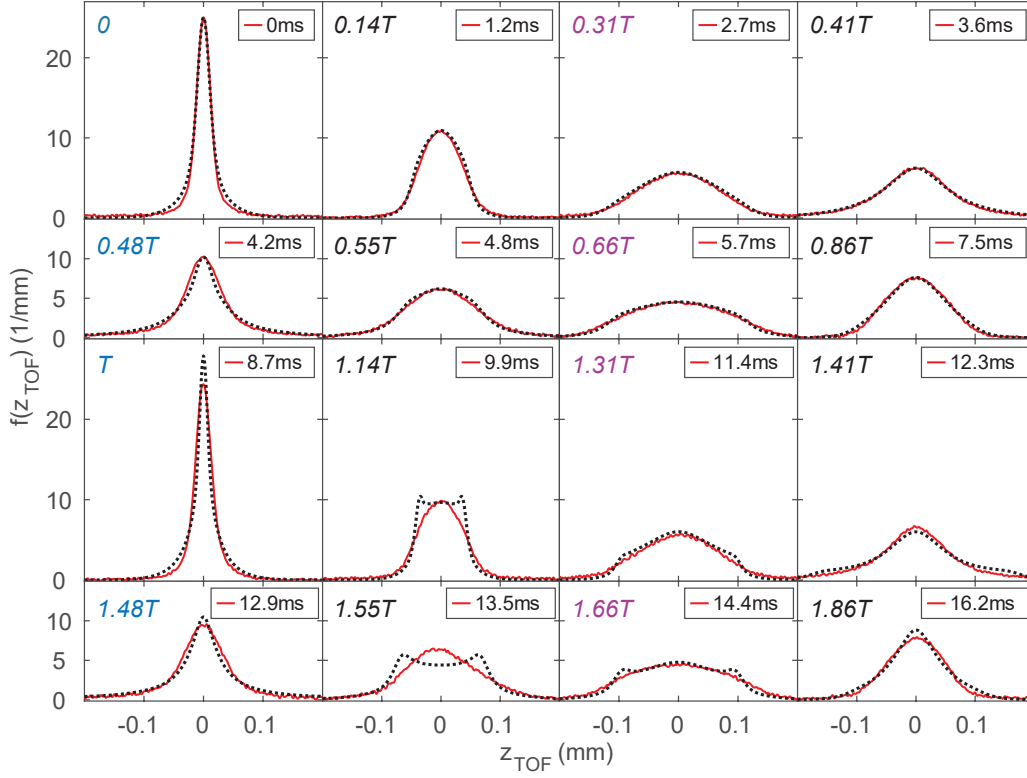 0
0ms
0.14T
1.2ms
0.31T
2.7ms
0.41T
3.6ms
20
10
0
0.48T
4.2ms
0.55T
4.8ms
0.66T
5.7ms
0.86T
7.5ms
10
5
0
T
8.7ms
1.14T
9.9ms
1.31T
11.4ms
1.41T
12.3ms
20
10
0
1.48T
12.9ms
1.55T
13.5ms
1.66T
14.4ms
1.86T
16.2ms
10
5
0
-0.1 0 0.1 -0.1 0 0.1 -0.1 0 0.1 -0.1 0 0.1
f(z_TOF) (1/mm)
z_TOF (mm)